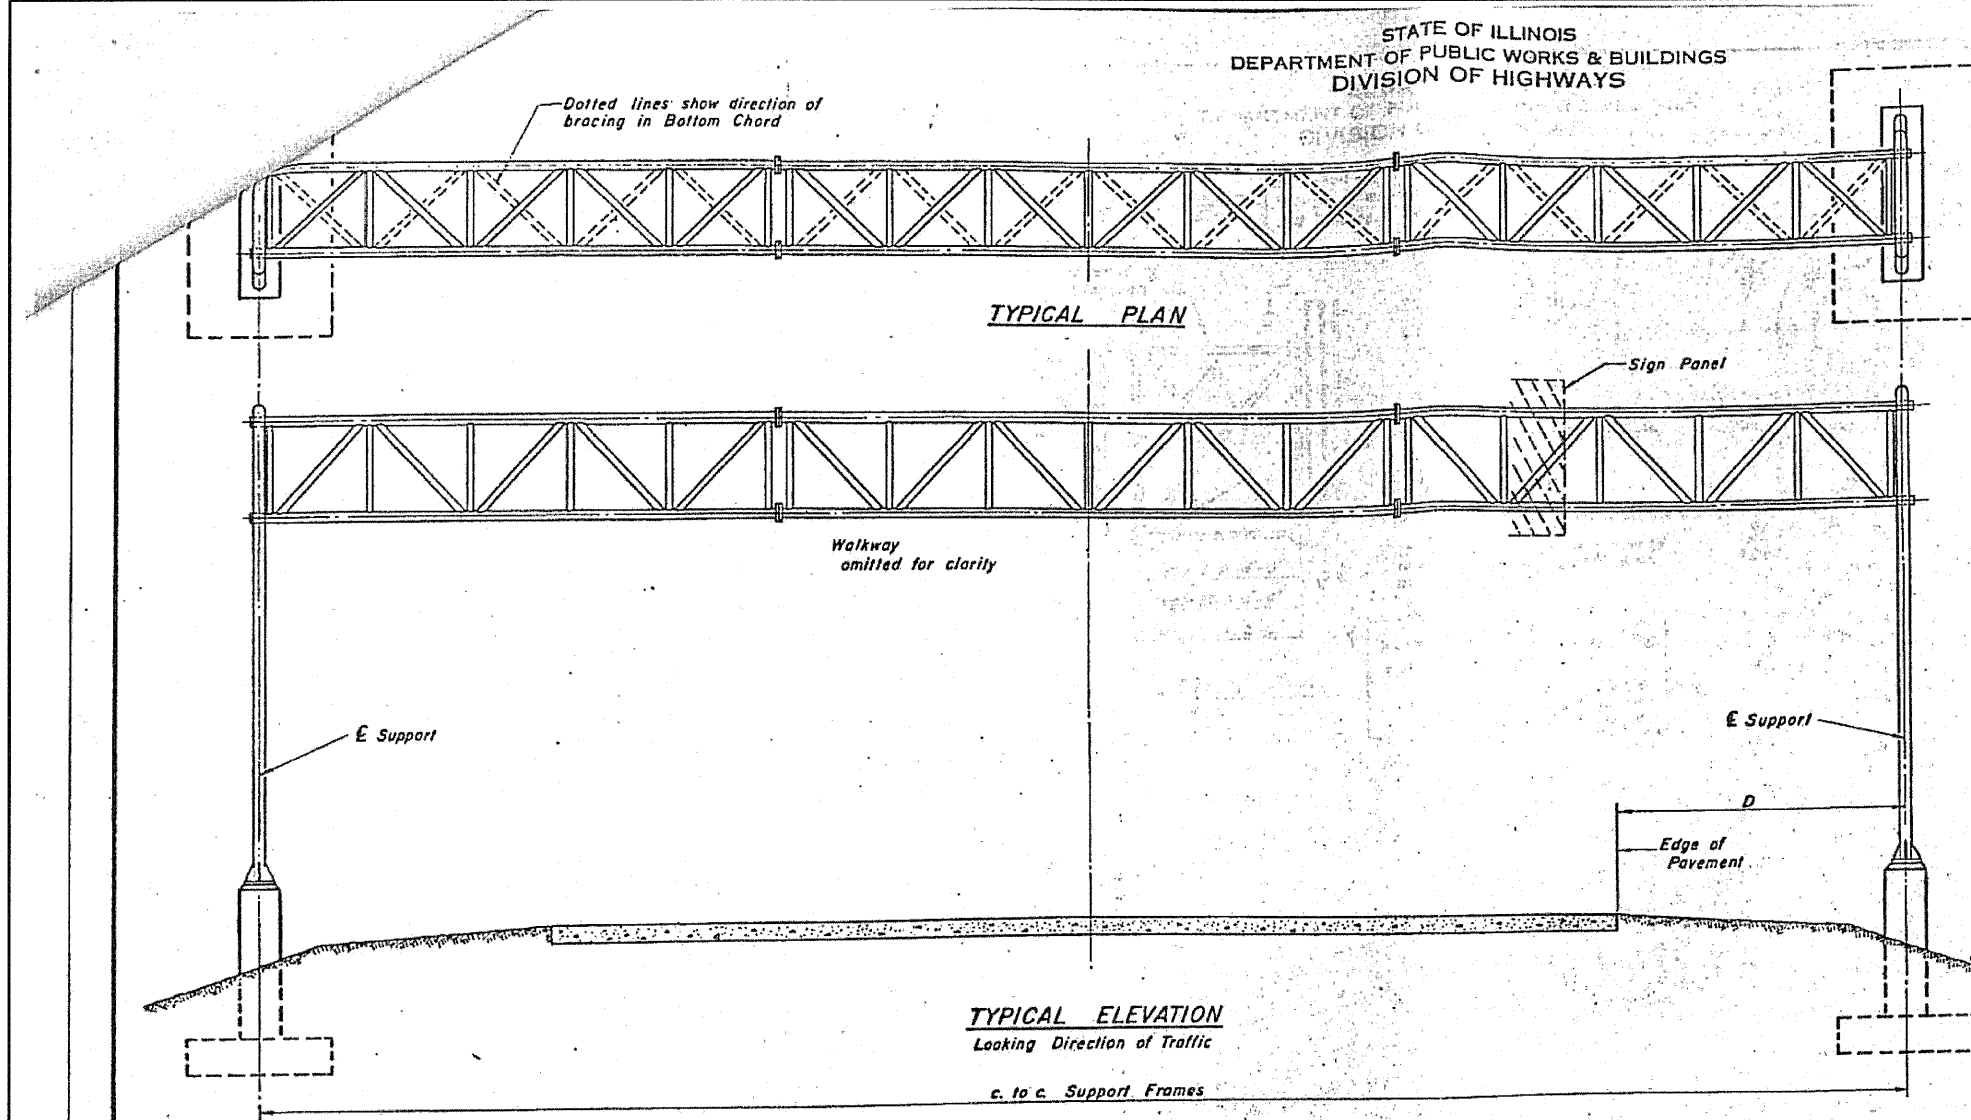 STATE OF ILLINOIS
DEPARTMENT OF PUBLIC WORKS & BUILDINGS
DIVISION OF HIGHWAYS
Dotted lines show direction of
bracing in Bottom Chord
TYPICAL PLAN
Sign Panel
Walkway
omitted for clarity
℄ Support
℄ Support
D
Edge of
Pavement
TYPICAL ELEVATION
Looking Direction of Traffic
c. to c. Support Frames